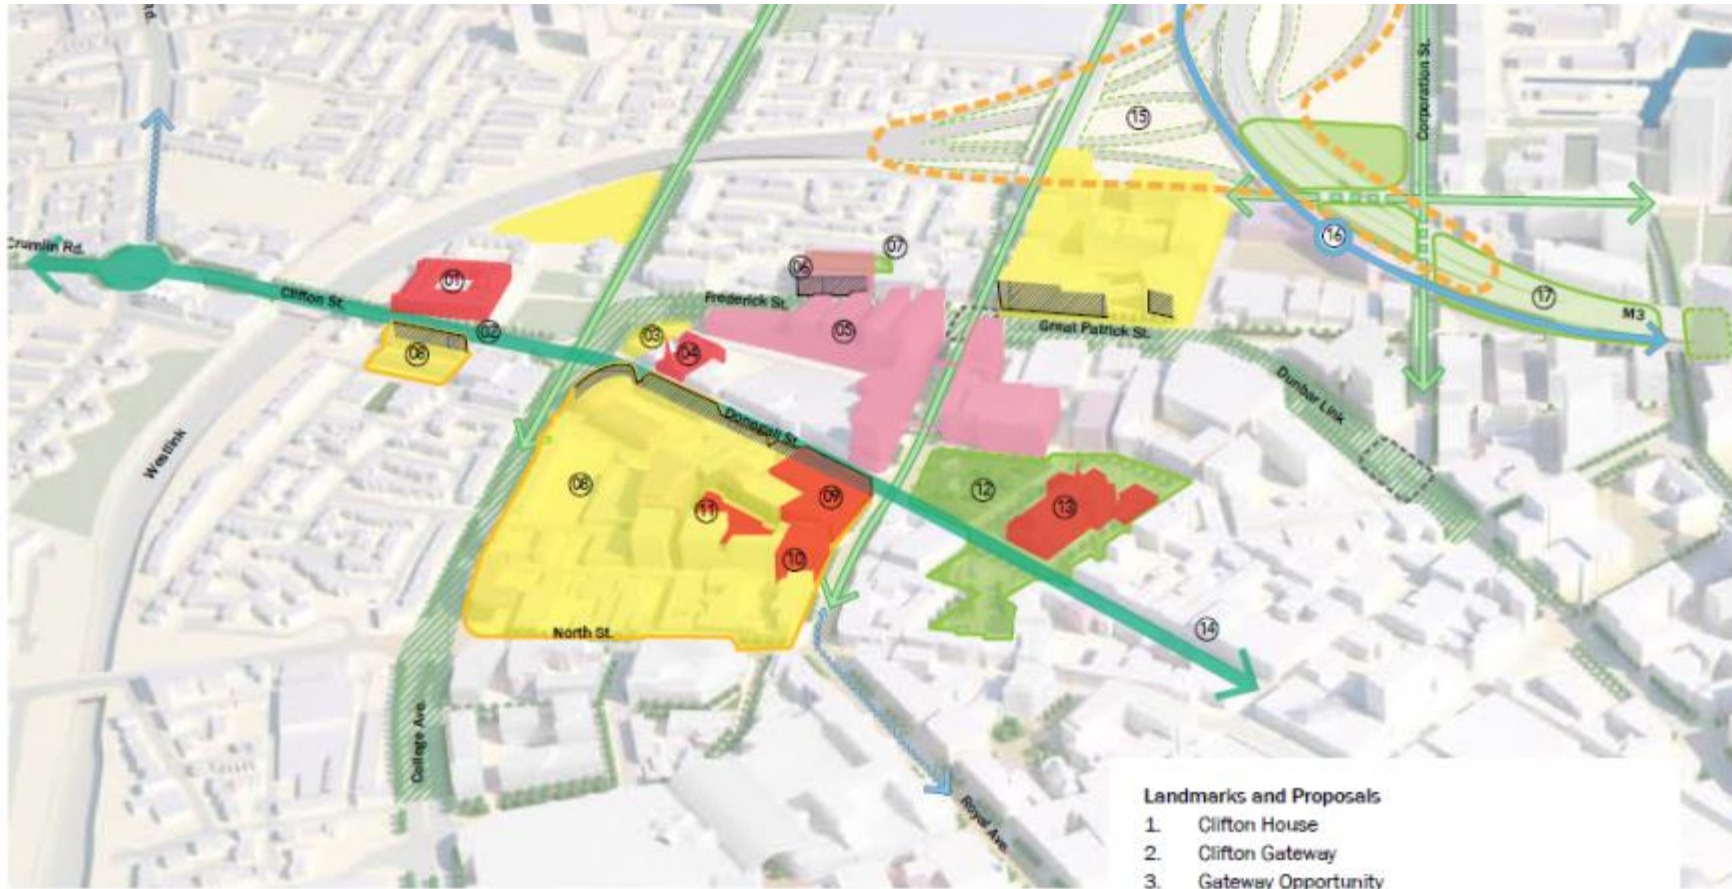 Rd.
Corporation St.
15
Crumlin Rd.
01
Clifton St.
02
06
07
Frederick St.
05
16
17
M3
03
04
08
Great Patrick St.
Dunbar Link
Westlink
Donegall St.
08
11
09
10
12
13
North St.
14
College Ave.
Royal Ave.
Landmarks and Proposals
1. Clifton House
2. Clifton Gateway
3. Gateway Opportunity